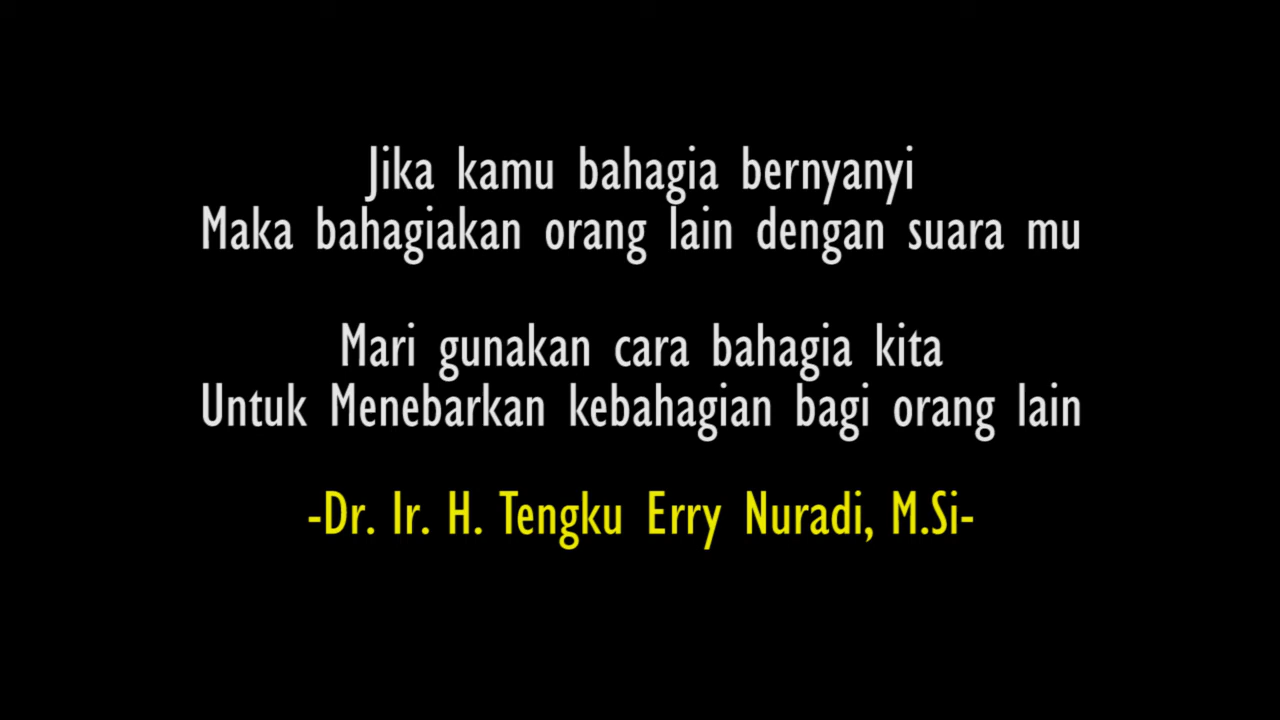 Jika kamu bahagia bernyanyi
Maka bahagiakan orang lain dengan suara mu
Mari gunakan cara bahagia kita
Untuk Menebarkan kebahagian bagi orang lain
-Dr. Ir. H. Tengku Erry Nuradi, M.Si-